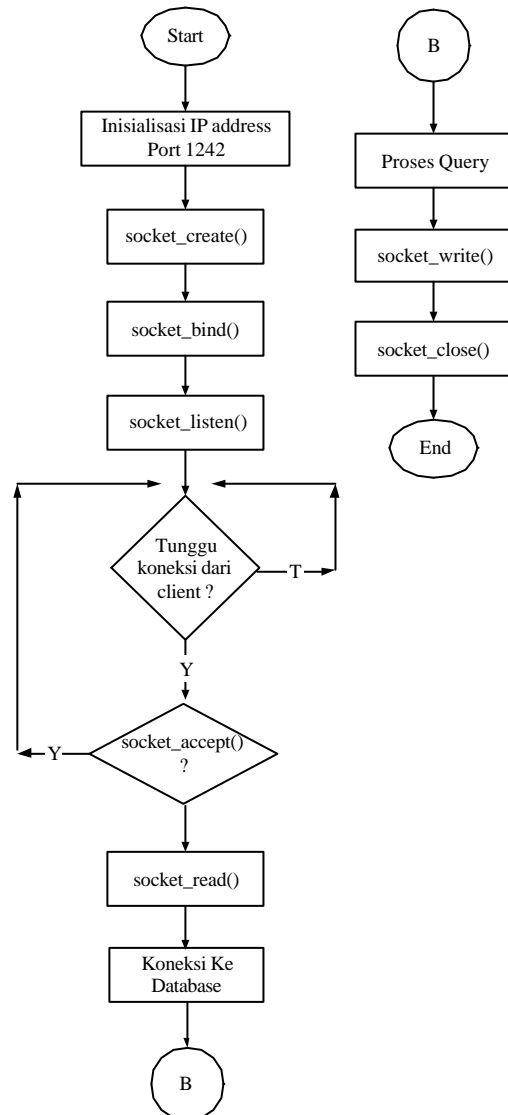 Start
Inisialisasi IP address
Port 1242
socket_create()
socket_bind()
socket_listen()
Tunggu
koneksi dari
client ?
T
Y
socket_accept()
?
Y
socket_read()
Koneksi Ke
Database
B
B
Proses Query
socket_write()
socket_close()
End